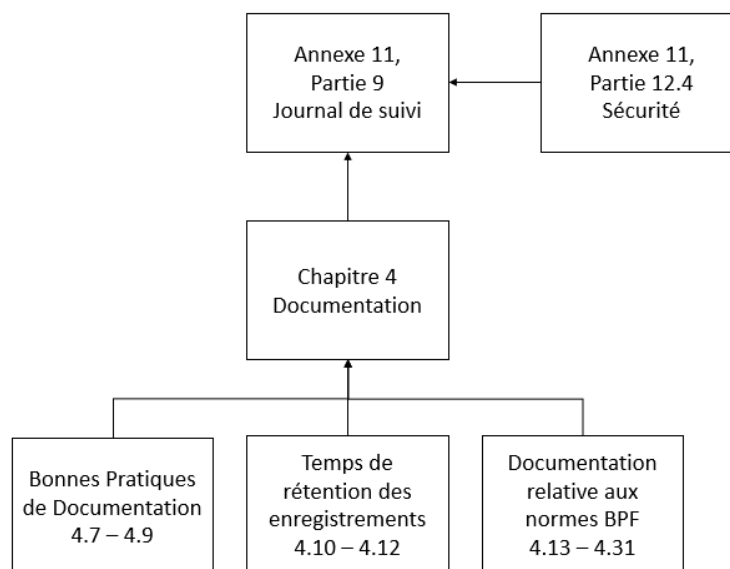 Annexe 11,
Partie 9
Journal de suivi
Annexe 11,
Partie 12.4
Sécurité
Chapitre 4
Documentation
Bonnes Pratiques
de Documentation
4.7 – 4.9
Temps de
rétention des
enregistrements
4.10 – 4.12
Documentation
relative aux
normes BPF
4.13 – 4.31